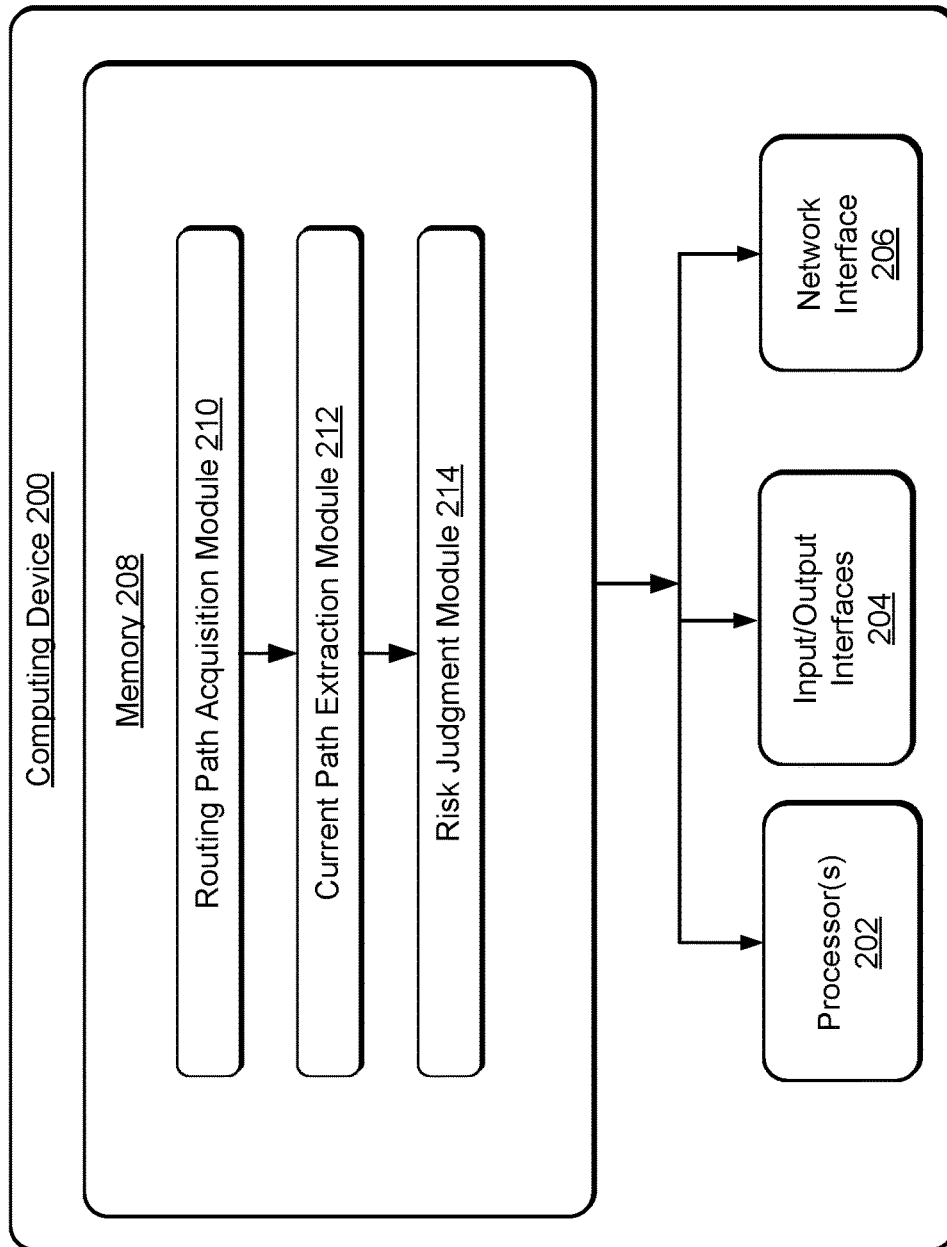 Computing Device 200
Memory 208
Routing Path Acquisition Module 210
Current Path Extraction Module 212
Risk Judgment Module 214
Processor(s)
202
Input/Output
Interfaces
204
Network
Interface
206